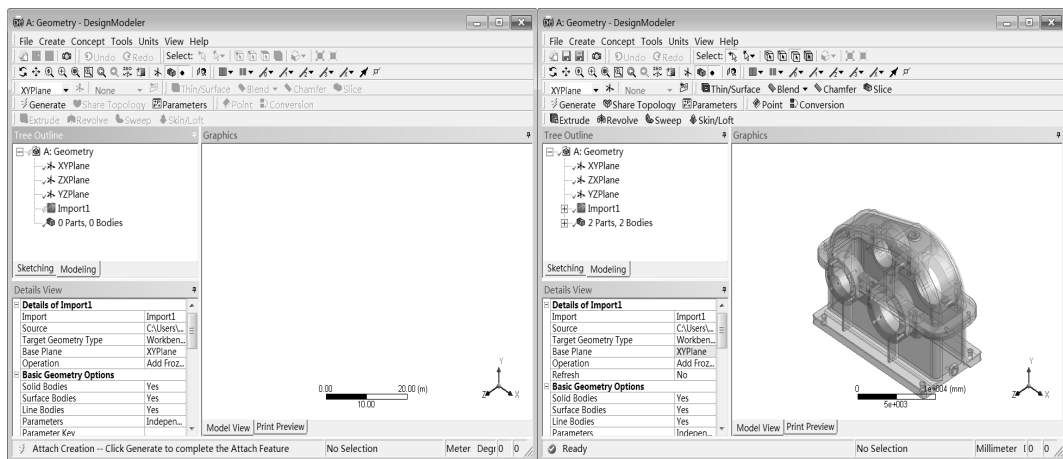 A: Geometry - DesignModeler
File Create Concept Tools Units View Help
Undo Redo Select:
XYPlane None Thin/Surface Blend Chamfer Slice
Generate Share Topology Parameters Point Conversion
Extrude Revolve Sweep Skin/Loft
Tree Outline
A: Geometry
XYPlane
ZXPlane
YZPlane
Import1
0 Parts, 0 Bodies
Sketching Modeling
Details View
Details of Import1
Import Import1
Source C:\Users\...
Target Geometry Type Workben...
Base Plane XYPlane
Operation Add Froz...
Basic Geometry Options
Solid Bodies Yes
Surface Bodies Yes
Line Bodies Yes
Parameters Indepen...
Parameter Key
Graphics
0.00 20.00 (m)
10.00
Y
Z X
Model View Print Preview
Attach Creation -- Click Generate to complete the Attach Feature No Selection Meter Degr 0 0
A: Geometry - DesignModeler
File Create Concept Tools Units View Help
Undo Redo Select:
XYPlane None Thin/Surface Blend Chamfer Slice
Generate Share Topology Parameters Point Conversion
Extrude Revolve Sweep Skin/Loft
Tree Outline
A: Geometry
XYPlane
ZXPlane
YZPlane
Import1
2 Parts, 2 Bodies
Sketching Modeling
Details View
Details of Import1
Import Import1
Source C:\Users\...
Target Geometry Type Workben...
Base Plane XYPlane
Operation Add Froz...
Refresh No
Basic Geometry Options
Solid Bodies Yes
Surface Bodies Yes
Line Bodies Yes
Parameters Indepen...
Graphics
0 1e+004 (mm)
5e+003
Y
Z X
Model View Print Preview
Ready No Selection Millimeter 0 0